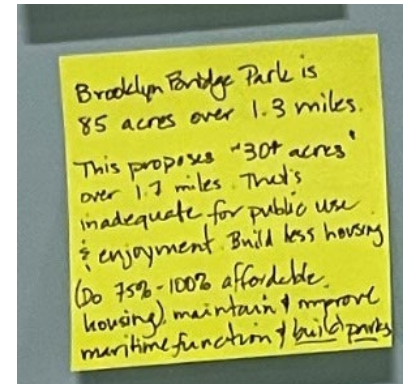 Brooklyn Bridge Park is
85 acres over 1.3 miles.
This proposes "30+ acres"
over 1.7 miles. That's
inadequate for public use
& enjoyment. Build less housing
(Do 75%-100% affordable
housing), maintain & improve
maritime function & build parks